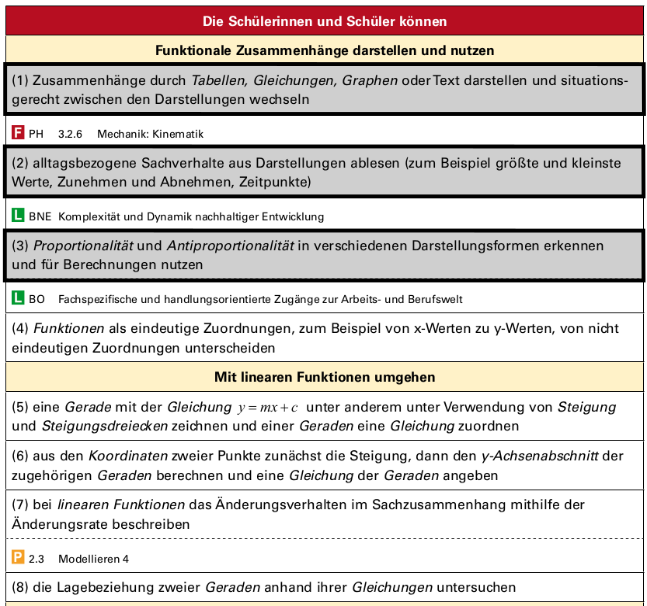 Die Schülerinnen und Schüler können
Funktionale Zusammenhänge darstellen und nutzen
(1) Zusammenhänge durch Tabellen, Gleichungen, Graphen oder Text darstellen und situations-
gerecht zwischen den Darstellungen wechseln
F PH 3.2.6 Mechanik: Kinematik
(2) alltagsbezogene Sachverhalte aus Darstellungen ablesen (zum Beispiel größte und kleinste
Werte, Zunehmen und Abnehmen, Zeitpunkte)
L BNE Komplexität und Dynamik nachhaltiger Entwicklung
(3) Proportionalität und Antiproportionalität in verschiedenen Darstellungsformen erkennen
und für Berechnungen nutzen
L BO Fachspezifische und handlungsorientierte Zugänge zur Arbeits- und Berufswelt
(4) Funktionen als eindeutige Zuordnungen, zum Beispiel von x-Werten zu y-Werten, von nicht
eindeutigen Zuordnungen unterscheiden
Mit linearen Funktionen umgehen
(5) eine Gerade mit der Gleichung y = mx + c unter anderem unter Verwendung von Steigung
und Steigungsdreiecken zeichnen und einer Geraden eine Gleichung zuordnen
(6) aus den Koordinaten zweier Punkte zunächst die Steigung, dann den y-Achsenabschnitt der
zugehörigen Geraden berechnen und eine Gleichung der Geraden angeben
(7) bei linearen Funktionen das Änderungsverhalten im Sachzusammenhang mithilfe der
Änderungsrate beschreiben
P 2.3 Modellieren 4
(8) die Lagebeziehung zweier Geraden anhand ihrer Gleichungen untersuchen